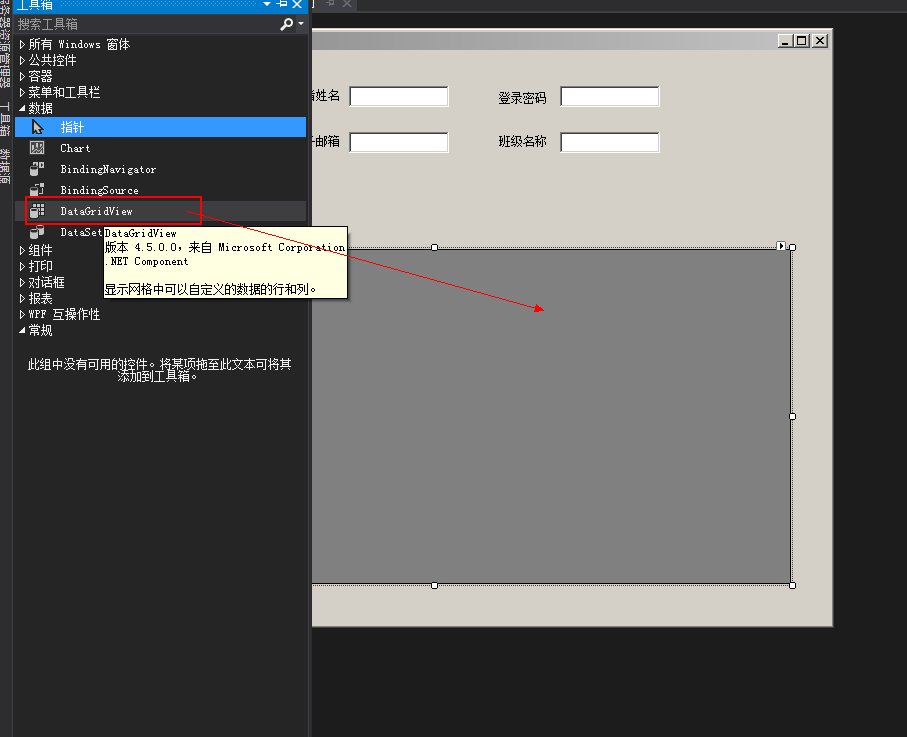 工具箱
搜索工具箱
所有 Windows 窗体
公共控件
容器
菜单和工具栏
数据
指针
Chart
BindingNavigator
BindingSource
DataGridView
DataSet
组件
打印
对话框
报表
WPF 互操作性
常规
此组中没有可用的控件。将某项拖至此文本可将其
添加到工具箱。
DataGridView
版本 4.5.0.0，来自 Microsoft Corporation
.NET Component
显示网格中可以自定义的数据的行和列。
姓名
登录密码
邮箱
班级名称
工具箱
数据源